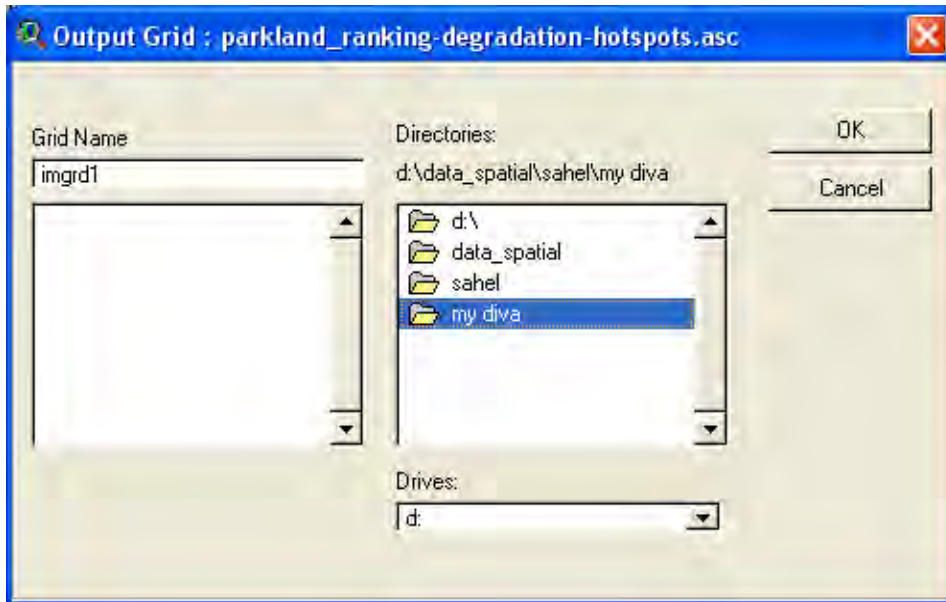 Output Grid : parkland_ranking-degradation-hotspots.asc
Grid Name
imgrd1
Directories:
d:\data_spatial\sahel\my diva
d:\
data_spatial
sahel
my diva
Drives:
d:
OK
Cancel